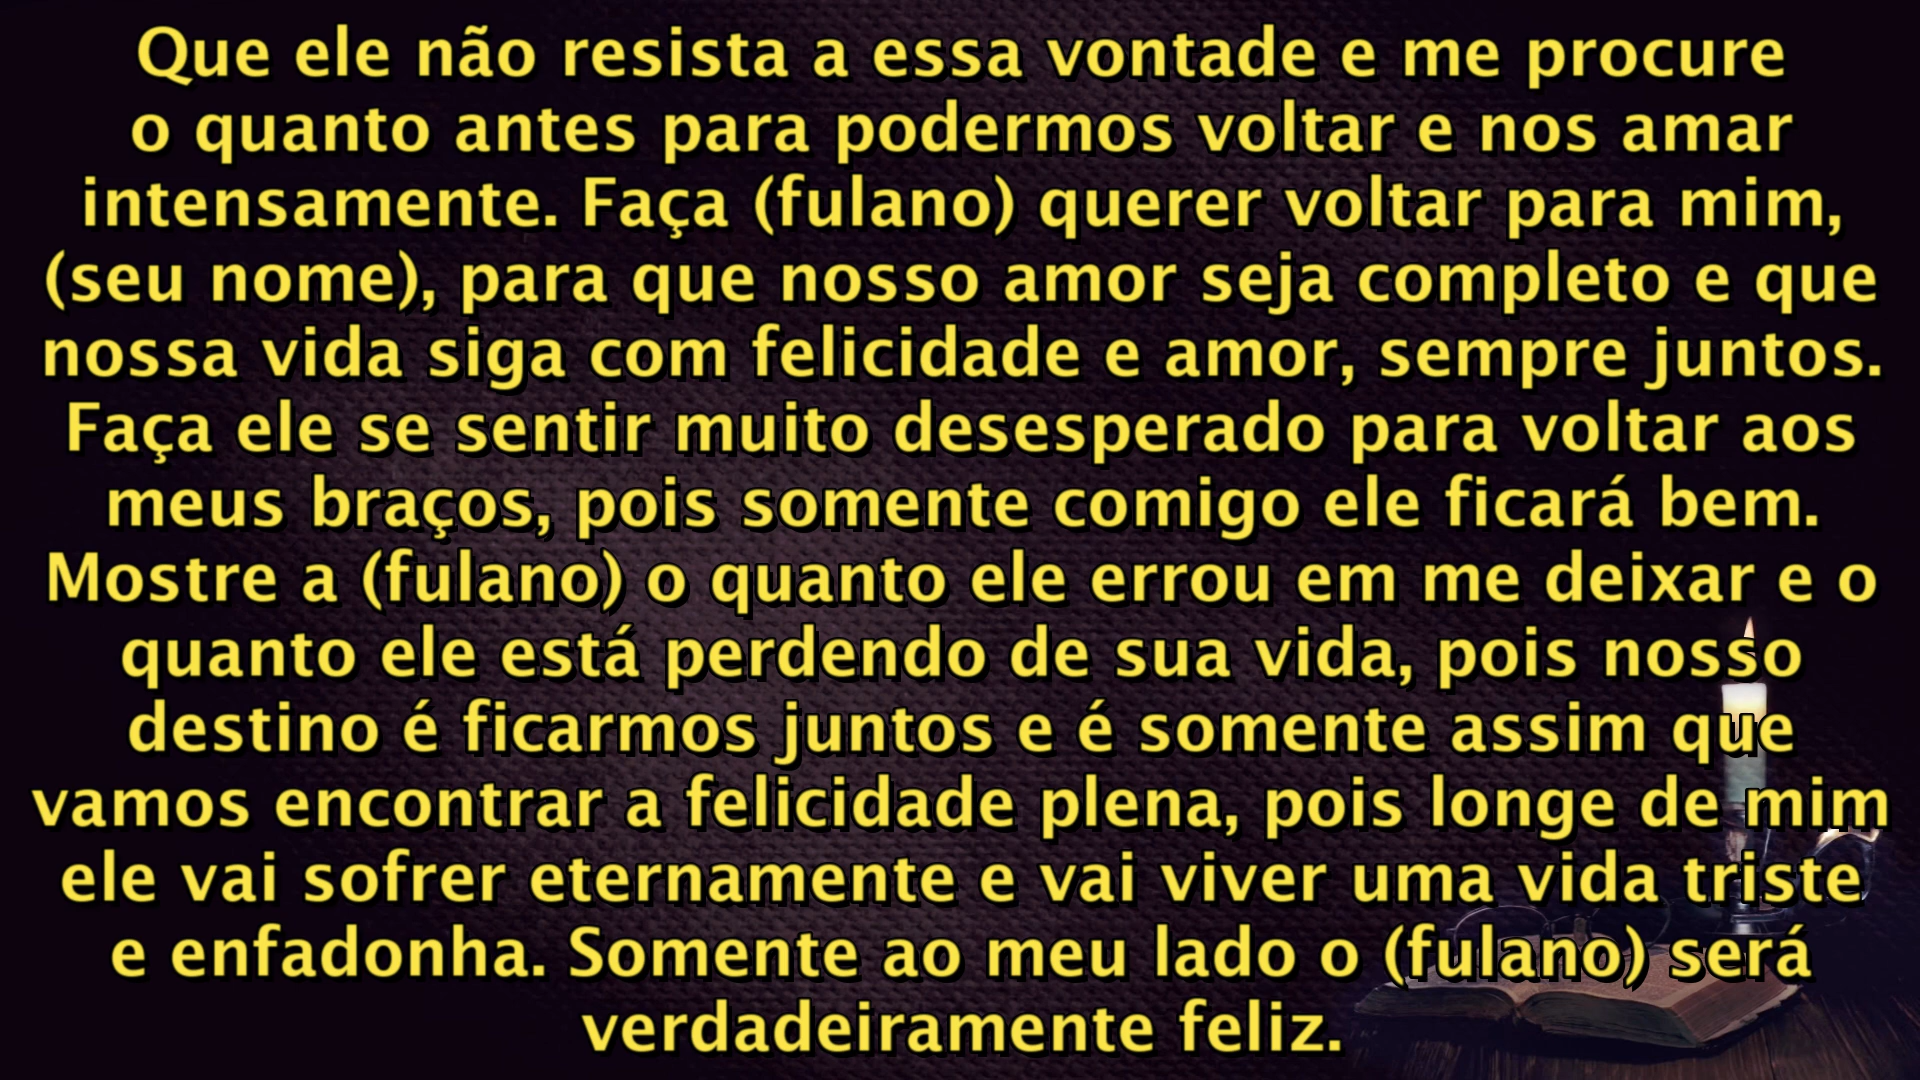 Que ele não resista a essa vontade e me procure
o quanto antes para podermos voltar e nos amar
intensamente. Faça (fulano) querer voltar para mim,
(seu nome), para que nosso amor seja completo e que
nossa vida siga com felicidade e amor, sempre juntos.
Faça ele se sentir muito desesperado para voltar aos
meus braços, pois somente comigo ele ficará bem.
Mostre a (fulano) o quanto ele errou em me deixar e o
quanto ele está perdendo de sua vida, pois nosso
destino é ficarmos juntos e é somente assim que
vamos encontrar a felicidade plena, pois longe de mim
ele vai sofrer eternamente e vai viver uma vida triste
e enfadonha. Somente ao meu lado o (fulano) será
verdadeiramente feliz.